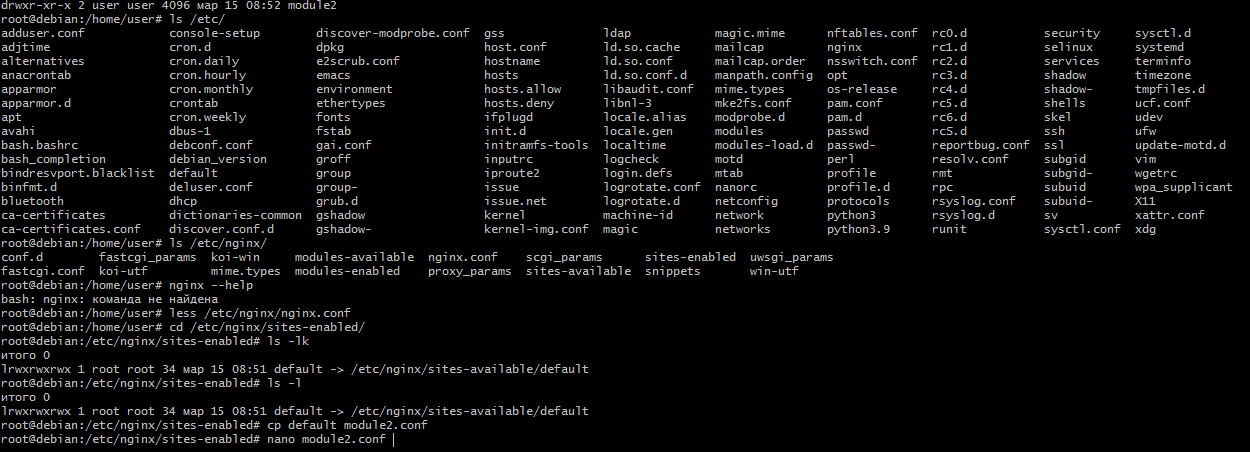 drwxr-xr-x 2 user user 4096 мар 15 08:52 module2
root@debian:/home/user# ls /etc/
adduser.conf console-setup discover-modprobe.conf gss ldap magic.mime nftables.conf rc0.d security sysctl.d
adjtime cron.d dpkg host.conf ld.so.cache mailcap nginx rc1.d selinux systemd
alternatives cron.daily e2scrub.conf hostname ld.so.conf mailcap.order nsswitch.conf rc2.d services terminfo
anacrontab cron.hourly emacs hosts ld.so.conf.d manpath.config opt rc3.d shadow timezone
apparmor cron.monthly environment hosts.allow libaudit.conf mime.types os-release rc4.d shadow- tmpfiles.d
apparmor.d crontab ethertypes hosts.deny libnl-3 mke2fs.conf pam.conf rc5.d shells ucf.conf
apt cron.weekly fonts ifplugd locale.alias modprobe.d pam.d rc6.d skel udev
avahi dbus-1 fstab init.d locale.gen modules passwd rcS.d ssh ufw
bash.bashrc debconf.conf gai.conf initramfs-tools localtime modules-load.d passwd- reportbug.conf ssl update-motd.d
bash_completion debian_version groff inputrc logcheck motd perl resolv.conf subgid vim
bindresvport.blacklist default group iproute2 login.defs mtab profile rmt subgid- wgetrc
binfmt.d deluser.conf group- issue logrotate.conf nanorc profile.d rpc subuid wpa_supplicant
bluetooth dhcp grub.d issue.net logrotate.d netconfig protocols rsyslog.conf subuid- X11
ca-certificates dictionaries-common gshadow kernel machine-id network python3 rsyslog.d sv xattr.conf
ca-certificates.conf discover.conf.d gshadow- kernel-img.conf magic networks python3.9 runit sysctl.conf xdg
root@debian:/home/user# ls /etc/nginx/
conf.d fastcgi_params koi-win modules-available nginx.conf scgi_params sites-enabled uwsgi_params
fastcgi.conf koi-utf mime.types modules-enabled proxy_params sites-available snippets win-utf
root@debian:/home/user# nginx --help
bash: nginx: команда не найдена
root@debian:/home/user# less /etc/nginx/nginx.conf
root@debian:/home/user# cd /etc/nginx/sites-enabled/
root@debian:/etc/nginx/sites-enabled# ls -lk
итого 0
lrwxrwxrwx 1 root root 34 мар 15 08:51 default -> /etc/nginx/sites-available/default
root@debian:/etc/nginx/sites-enabled# ls -l
итого 0
lrwxrwxrwx 1 root root 34 мар 15 08:51 default -> /etc/nginx/sites-available/default
root@debian:/etc/nginx/sites-enabled# cp default module2.conf
root@debian:/etc/nginx/sites-enabled# nano module2.conf